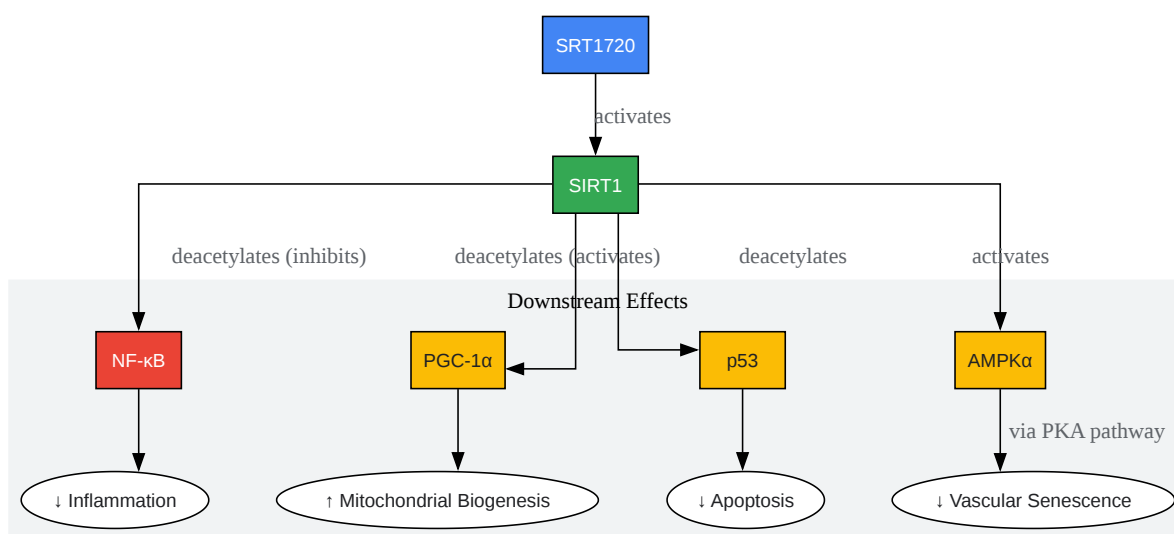 SRT1720
activates
SIRT1
deacetylates (inhibits)
deacetylates (activates)
deacetylates
activates
Downstream Effects
NF-κB
PGC-1α
p53
AMPKα
via PKA pathway
↓ Inflammation
↑ Mitochondrial Biogenesis
↓ Apoptosis
↓ Vascular Senescence